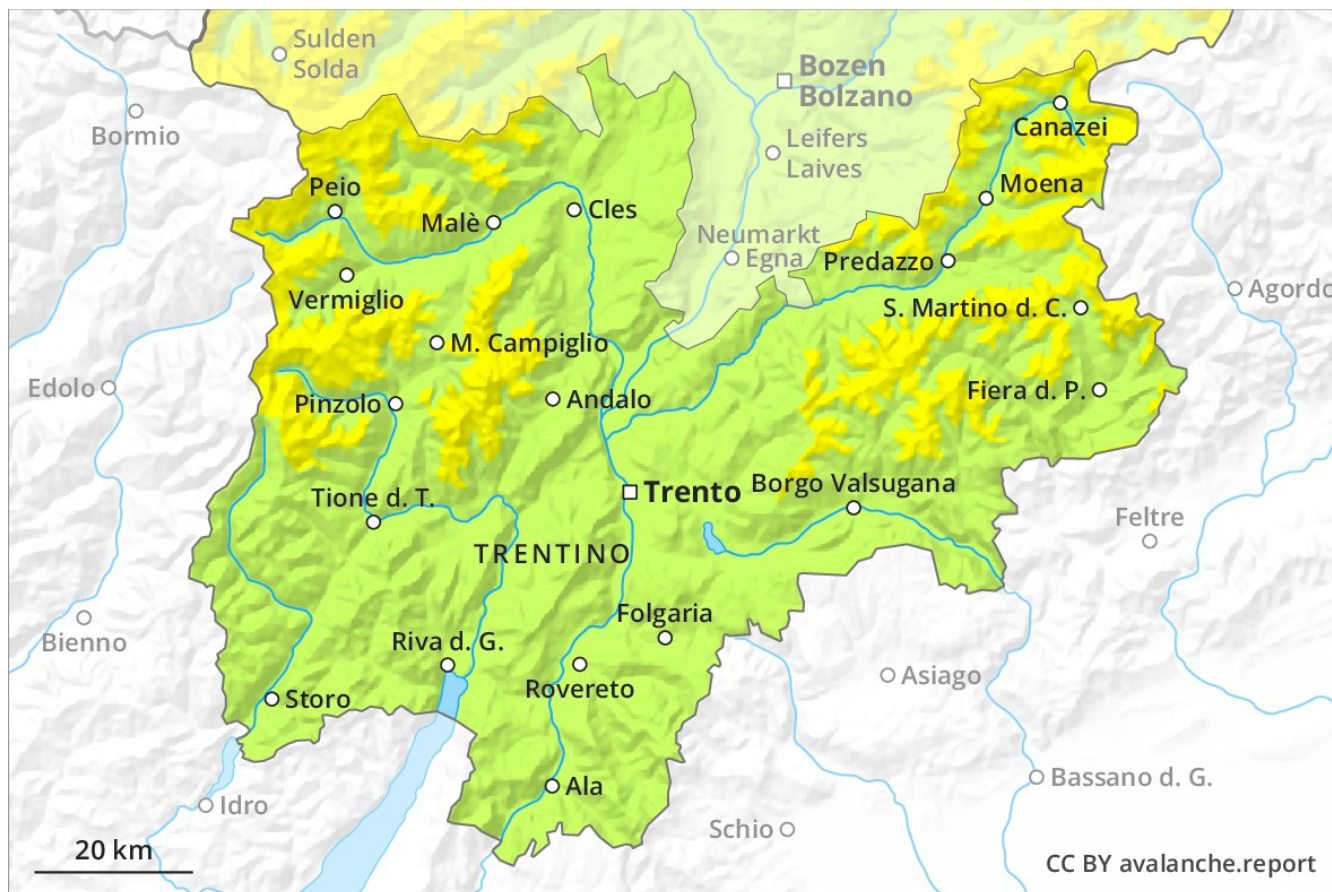 Sulden
Solda
Bozen
Bolzano
Bormio
Canazei
Leifers
Laives
Peio
Moena
Malè
Cles
Neumarkt
Egna
Predazzo
Vermiglio
Agordo
S. Martino d. C.
M. Campiglio
Edolo
Fiera d. P.
Pinzolo
Andalo
Borgo Valsugana
Trento
Tione d. T.
Feltre
TRENTINO
Folgaria
Bienno
Riva d. G.
Asiago
Rovereto
Storo
Bassano d. G.
Ala
Idro
Schio
20 km
CC BY avalanche.report